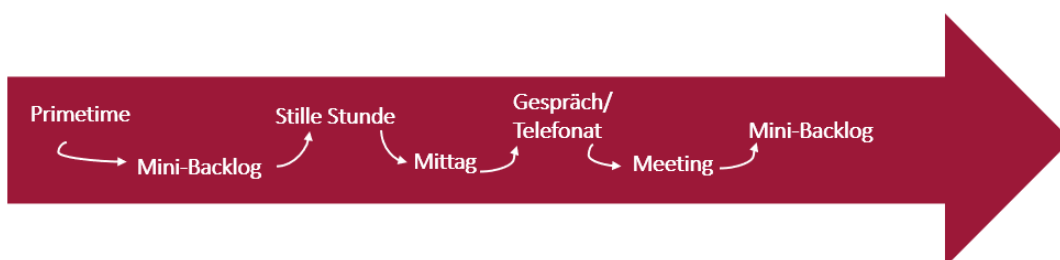 Primetime
Mini-Backlog
Stille Stunde
Mittag
Gespräch/
Telefonat
Meeting
Mini-Backlog